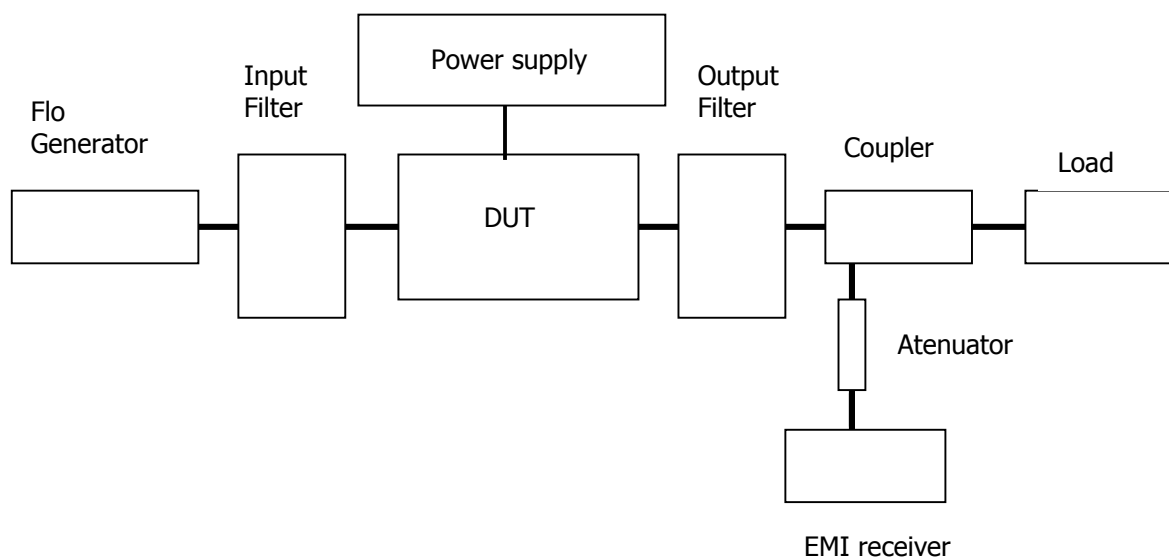 Power supply
Input
Filter
Output
Filter
Flo
Generator
Coupler
Load
DUT
Atenuator
EMI receiver